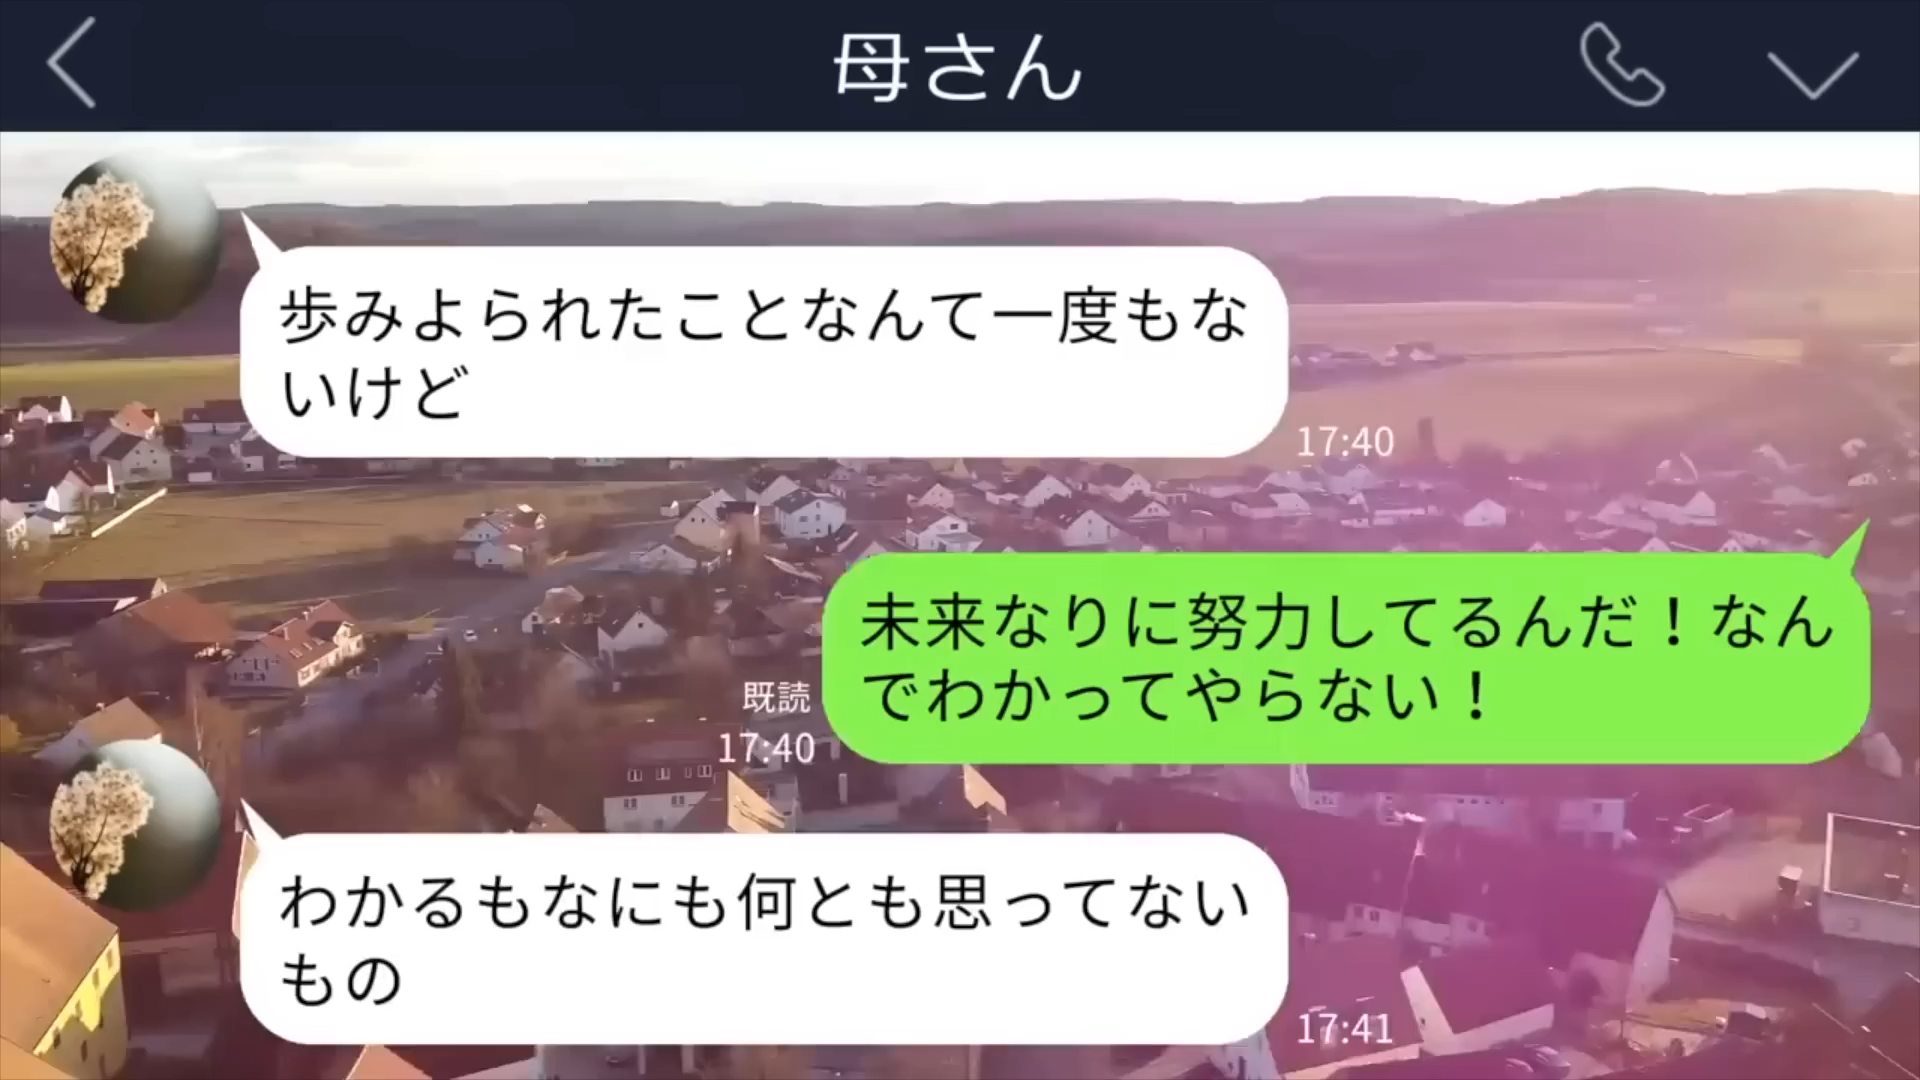 母さん
歩みよられたことなんて一度もな
いけど
17:40
未来なりに努力してるんだ！なん
でわかってやらない！
既読
17:40
わかるもなにも何とも思ってない
もの
17:41